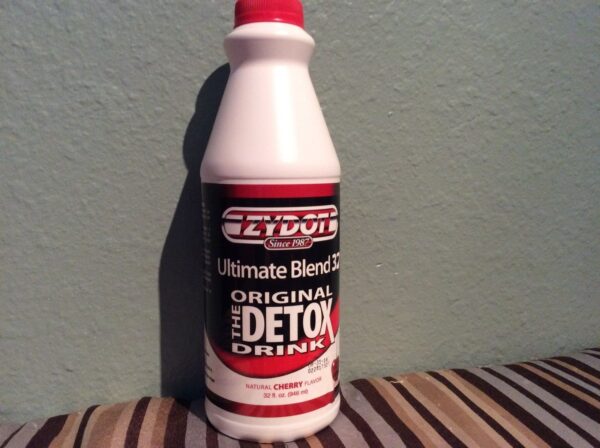 ZYDOT
Since 1987
Ultimate Blend 32
ORIGINAL
THE DETOX
DRINK
NATURAL CHERRY FLAVOR
32 fl. oz. (946 ml)